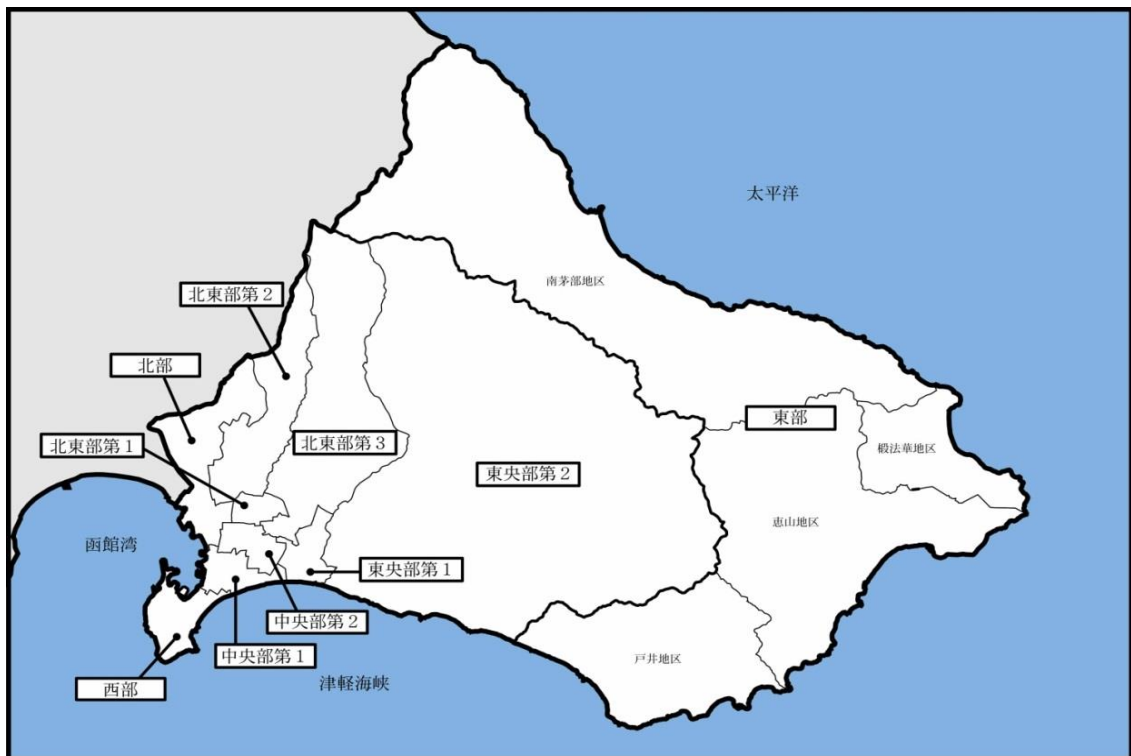 太平洋
南茅部地区
北東部第２
北部
北東部第１
北東部第３
東部
椴法華地区
東央部第２
恵山地区
函館湾
東央部第１
中央部第２
中央部第１
戸井地区
西部
津軽海峡